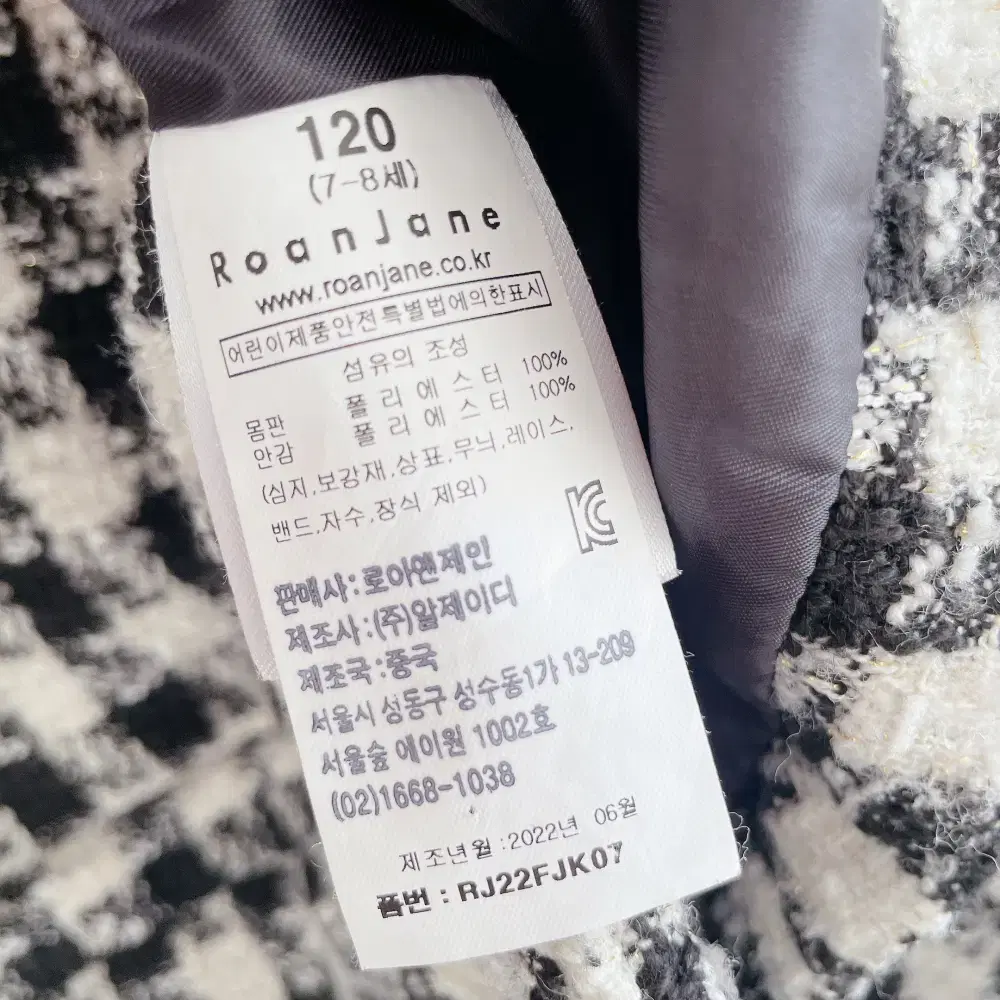 120
(7-8세)
RoanJane
www.roanjane.co.kr
어린이제품안전특별법에의한표시
섬유의 조성
몸판 폴리에스터 100%
안감 폴리에스터 100%
(심지,보강재,상표,무늬,레이스,
밴드,자수,장식 제외)
KC
판매사:로아앤제인
제조사:(주)알제이디
제조국:중국
서울시 성동구 성수동1가 13-209
서울숲 에이원 1002호
(02)1668-1038
제조년월:2022년 06월
품번 : RJ22FJK07